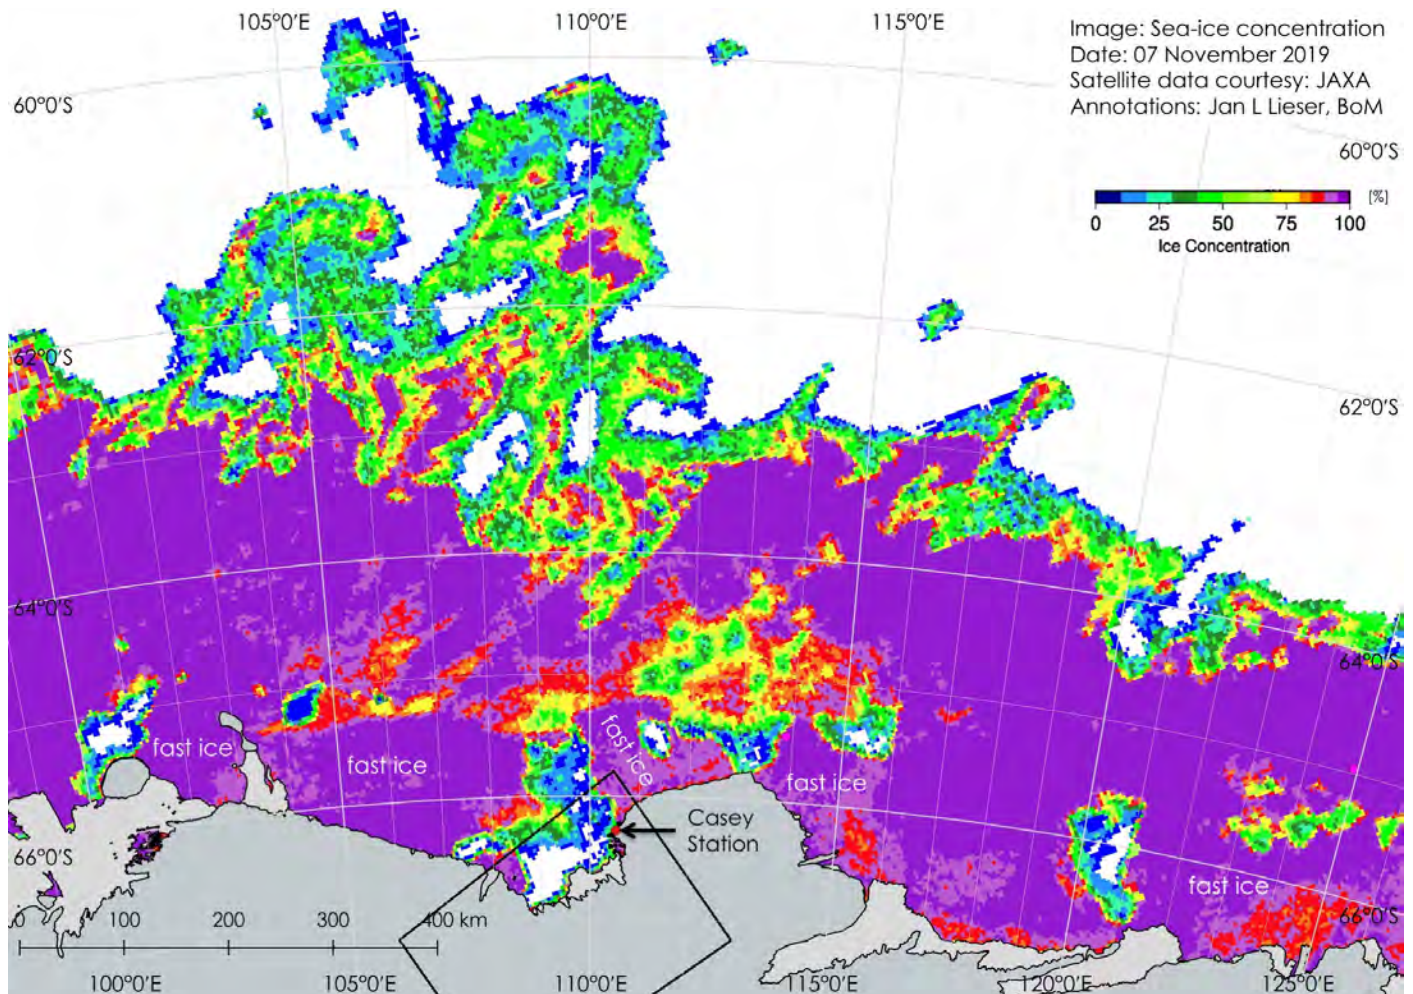 105°0'E
110°0'E
115°0'E
Image: Sea-ice concentration
Date: 07 November 2019
Satellite data courtesy: JAXA
Annotations: Jan L Lieser, BoM
60°0'S
60°0'S
[%]
0 25 50 75 100
Ice Concentration
62°0'S
62°0'S
64°0'S
64°0'S
fast ice
fast ice
fast ice
fast ice
Casey
Station
66°0'S
fast ice
66°0'S
0 100 200 300 400 km
100°0'E
105°0'E
110°0'E
115°0'E
120°0'E
125°0'E